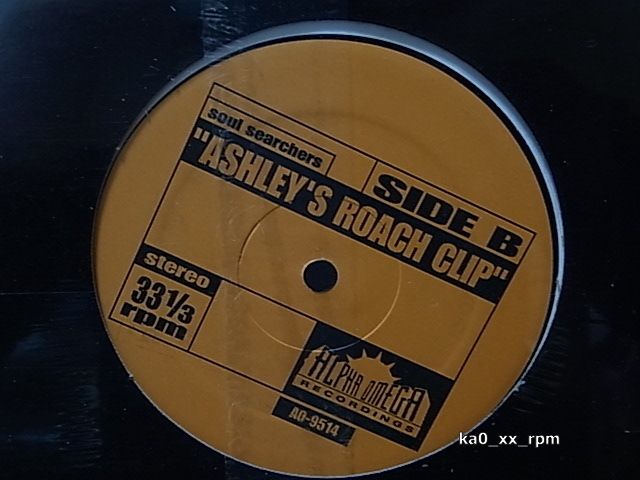 soul searchers
SIDE B
"ASHLEY'S ROACH CLIP"
stereo
33 1/3
rpm
ALPHA OMEGA
RECORDINGS
AO-9514
ka0_xx_rpm